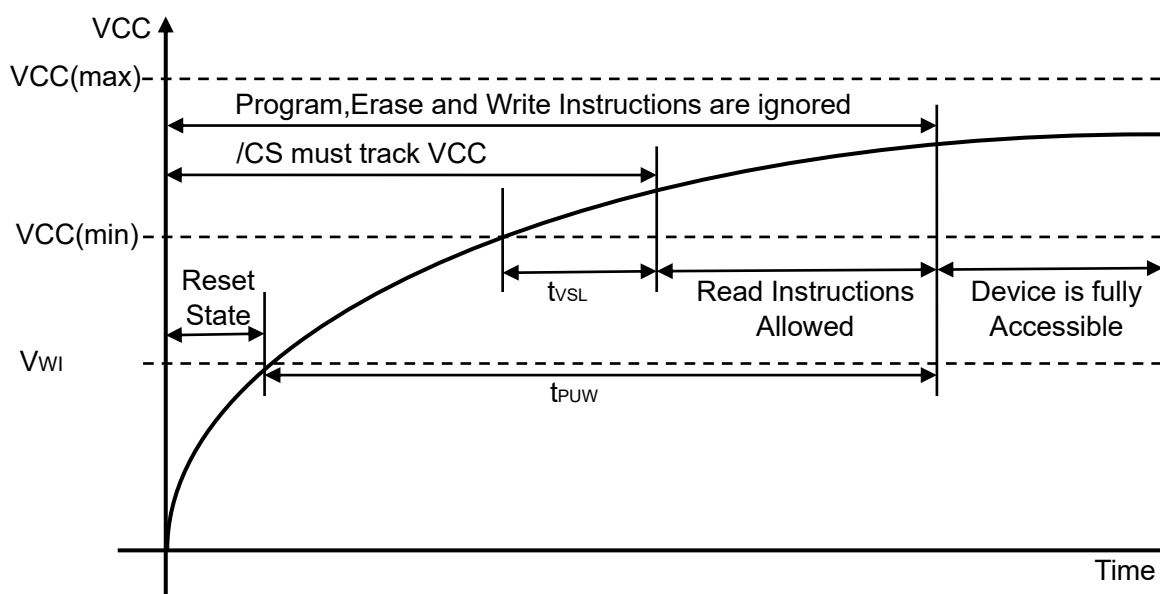 VCC
VCC(max)
Program,Erase and Write Instructions are ignored
/CS must track VCC
VCC(min)
Reset
State
tVSL
Read Instructions
Allowed
Device is fully
Accessible
VWI
tPUW
Time